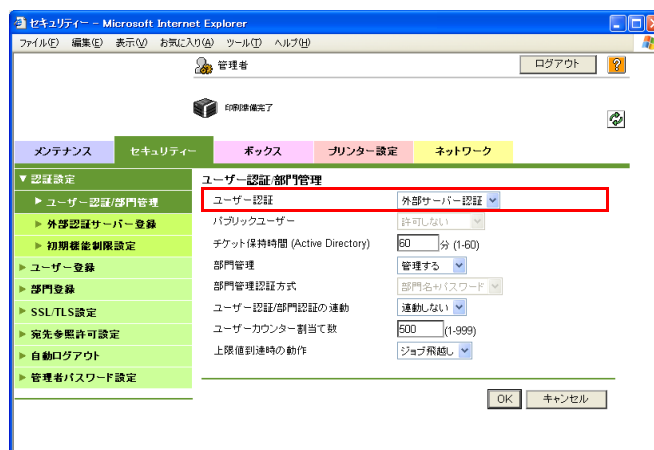 セキュリティー - Microsoft Internet Explorer
ファイル(F) 編集(E) 表示(V) お気に入り(A) ツール(T) ヘルプ(H)
管理者 ログアウト ?
印刷準備完了
メンテナンス セキュリティー ボックス プリンター設定 ネットワーク
▼認証設定
▶ユーザー認証/部門管理
▶外部認証サーバー登録
▶初期機能制限設定
▶ユーザー登録
▶部門登録
▶SSL/TLS設定
▶宛先参照許可設定
▶自動ログアウト
▶管理者パスワード設定
ユーザー認証/部門管理
ユーザー認証 外部サーバー認証
パブリックユーザー 許可しない
チケット保持時間 (Active Directory) 60 分 (1-60)
部門管理 管理する
部門管理認証方式 部門名+パスワード
ユーザー認証/部門認証の連動 連動しない
ユーザーカウンター割当て数 500 (1-999)
上限値到達時の動作 ジョブ飛越し
OK キャンセル